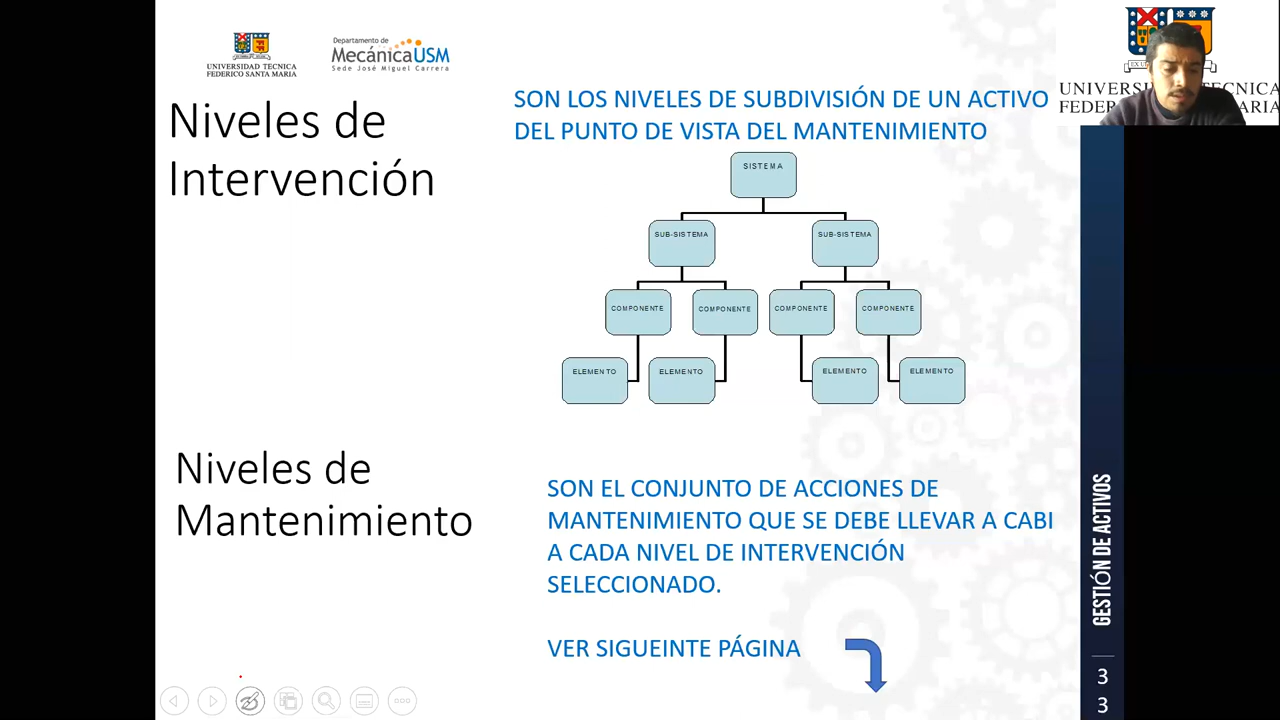 UNIVERSIDAD TECNICA
FEDERICO SANTA MARIA
Departamento de
MecánicaUSM
Sede José Miguel Carrera
Niveles de
Intervención
SON LOS NIVELES DE SUBDIVISIÓN DE UN ACTIVO
DEL PUNTO DE VISTA DEL MANTENIMIENTO
SISTEMA
SUB-SISTEMA
SUB-SISTEMA
COMPONENTE
COMPONENTE
COMPONENTE
COMPONENTE
ELEMENTO
ELEMENTO
ELEMENTO
ELEMENTO
Niveles de
Mantenimiento
SON EL CONJUNTO DE ACCIONES DE
MANTENIMIENTO QUE SE DEBE LLEVAR A CABI
A CADA NIVEL DE INTERVENCIÓN
SELECCIONADO.
VER SIGUEINTE PÁGINA
GESTIÓN DE ACTIVOS
3
3